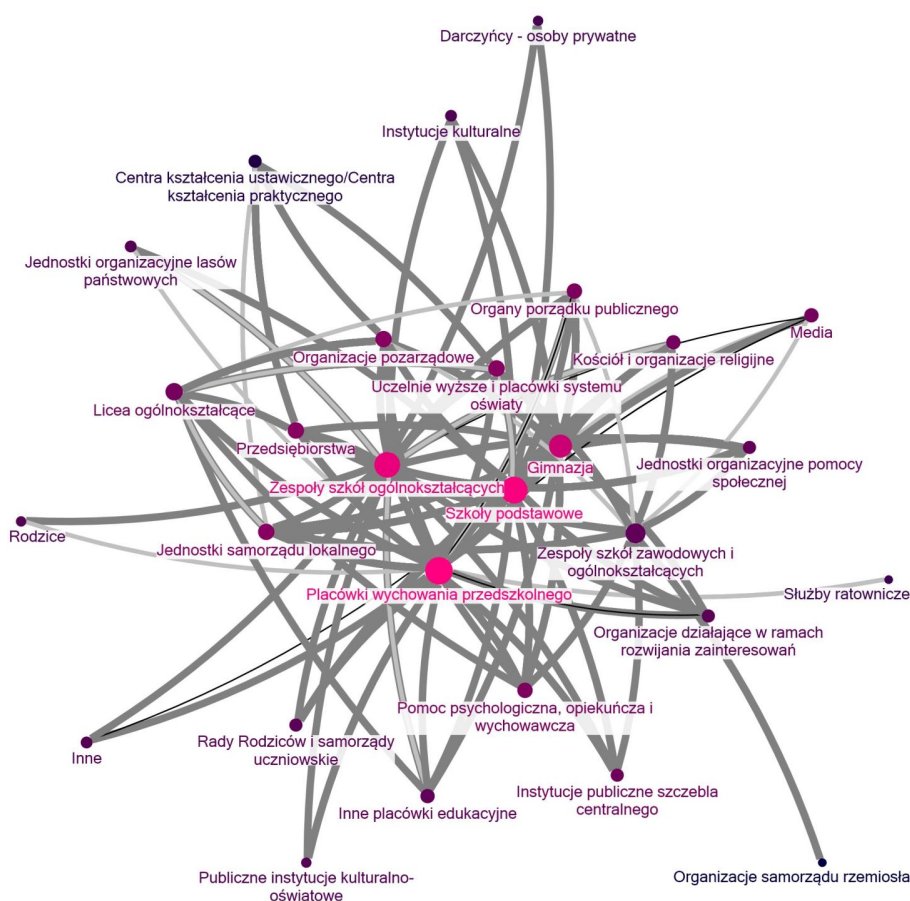 Darczyńcy - osoby prywatne
Instytucje kulturalne
Centra kształcenia ustawicznego/Centra
kształcenia praktycznego
Jednostki organizacyjne lasów
państwowych
Organy porządku publicznego
Media
Organizacje pozarządowe
Kościół i organizacje religijne
Uczelnie wyższe i placówki systemu
oświaty
Licea ogólnokształcące
Przedsiębiorstwa
Gimnazja
Jednostki organizacyjne pomocy
społecznej
Zespoły szkół ogólnokształcących
Szkoły podstawowe
Rodzice
Jednostki samorządu lokalnego
Zespoły szkół zawodowych i
ogólnokształcących
Placówki wychowania przedszkolnego
Służby ratownicze
Organizacje działające w ramach
rozwijania zainteresowań
Pomoc psychologiczna, opiekuńcza i
wychowawcza
Rady Rodziców i samorządy
uczniowskie
Inne
Instytucje publiczne szczebla
centralnego
Inne placówki edukacyjne
Publiczne instytucje kulturalno-
oświatowe
Organizacje samorządu rzemiosła